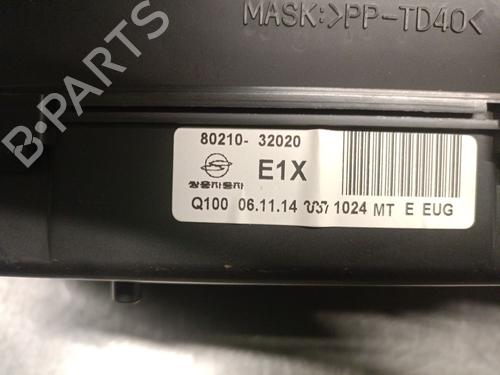 MASK:>PP-TD40<
B-PARTS
80210- 32020
쌍용자동차
E1X
Q100 06.11.14 1024 MT E EUG